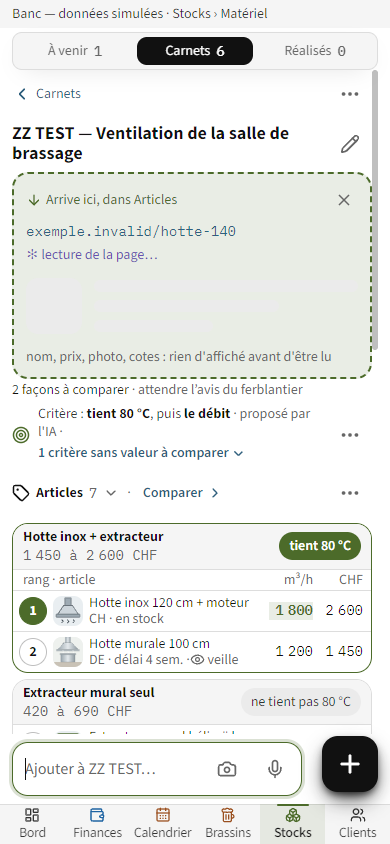 Banc — données simulées · Stocks › Matériel
À venir 1 Carnets 6 Réalisés 0
Carnets
ZZ TEST — Ventilation de la salle de
brassage
Arrive ici, dans Articles
exemple.invalid/hotte-140
lecture de la page…
nom, prix, photo, cotes : rien d'affiché avant d'être lu
2 façons à comparer · attendre l'avis du ferblantier
Critère : tient 80 °C, puis le débit · proposé par
l'IA ·
1 critère sans valeur à comparer
Articles 7 · Comparer
Hotte inox + extracteur
1 450 à 2 600 CHF
tient 80 °C
rang · article m³/h CHF
1 Hotte inox 120 cm + moteur 1 800 2 600
CH · en stock
2 Hotte murale 100 cm 1 200 1 450
DE · délai 4 sem. · veille
Extracteur mural seul
420 à 690 CHF
ne tient pas 80 °C
Ajouter à ZZ TEST…
Bord Finances Calendrier Brassins Stocks Clients